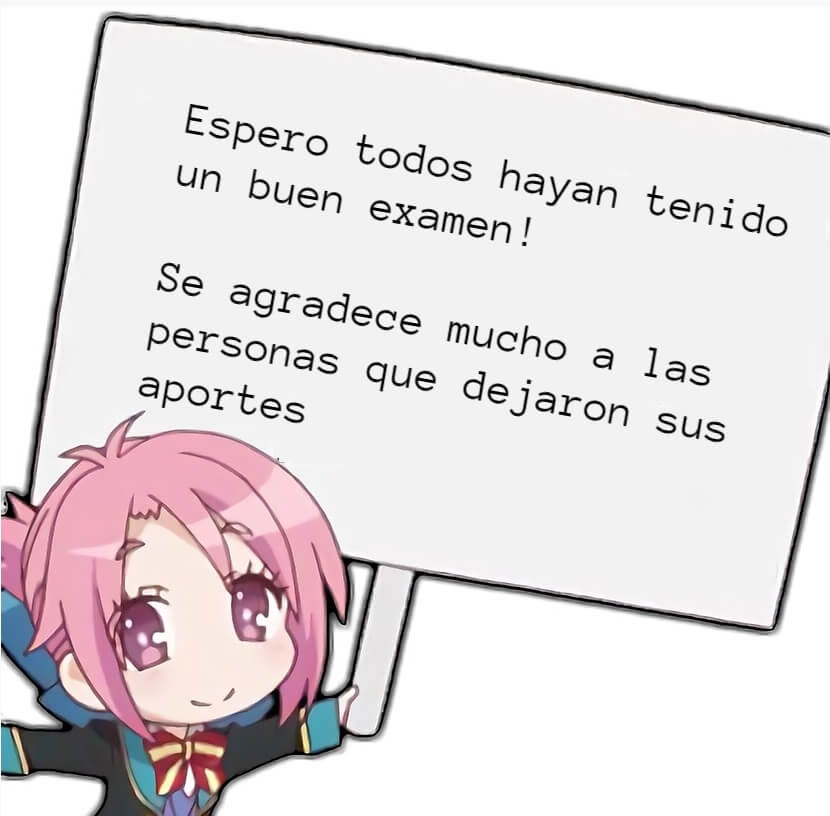 Espero todos hayan tenido
un buen examen!
Se agradece mucho a las
personas que dejaron sus
aportes